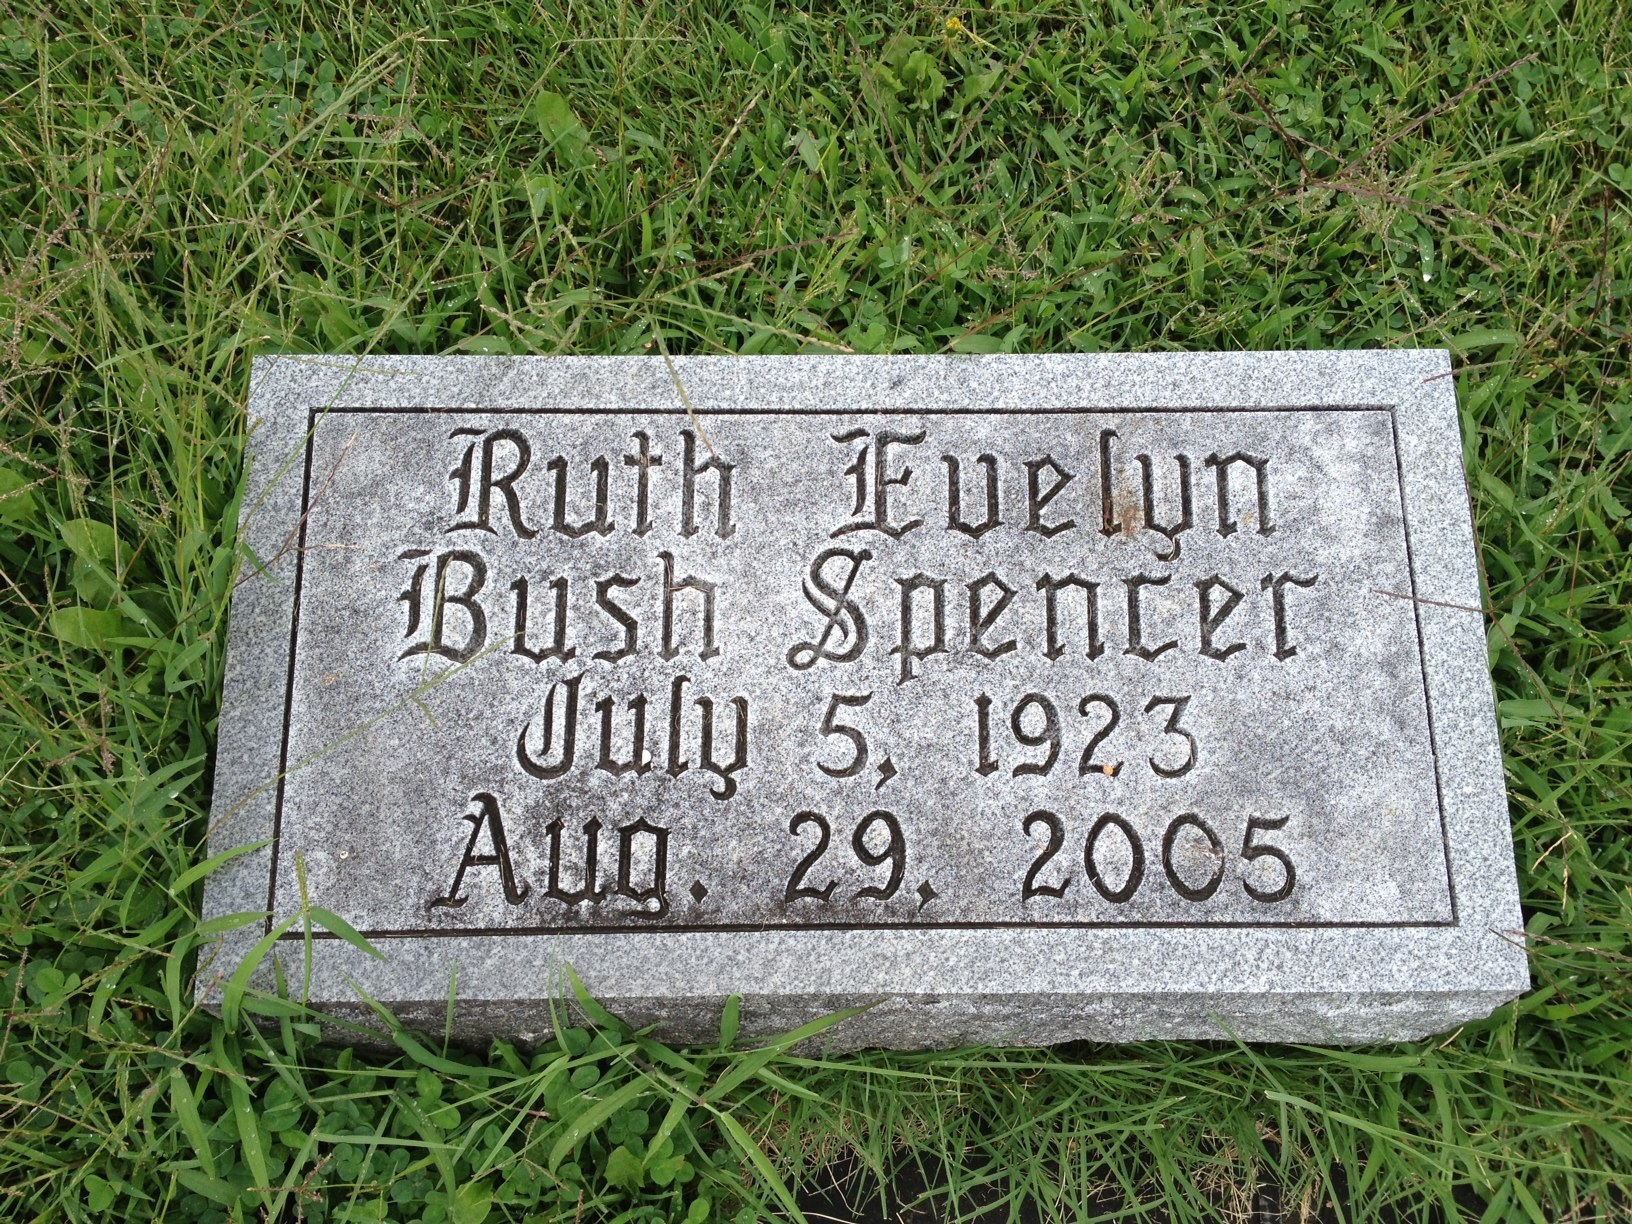 Ruth Evelyn
Bush Spencer
July 5, 1923
Aug. 29, 2005